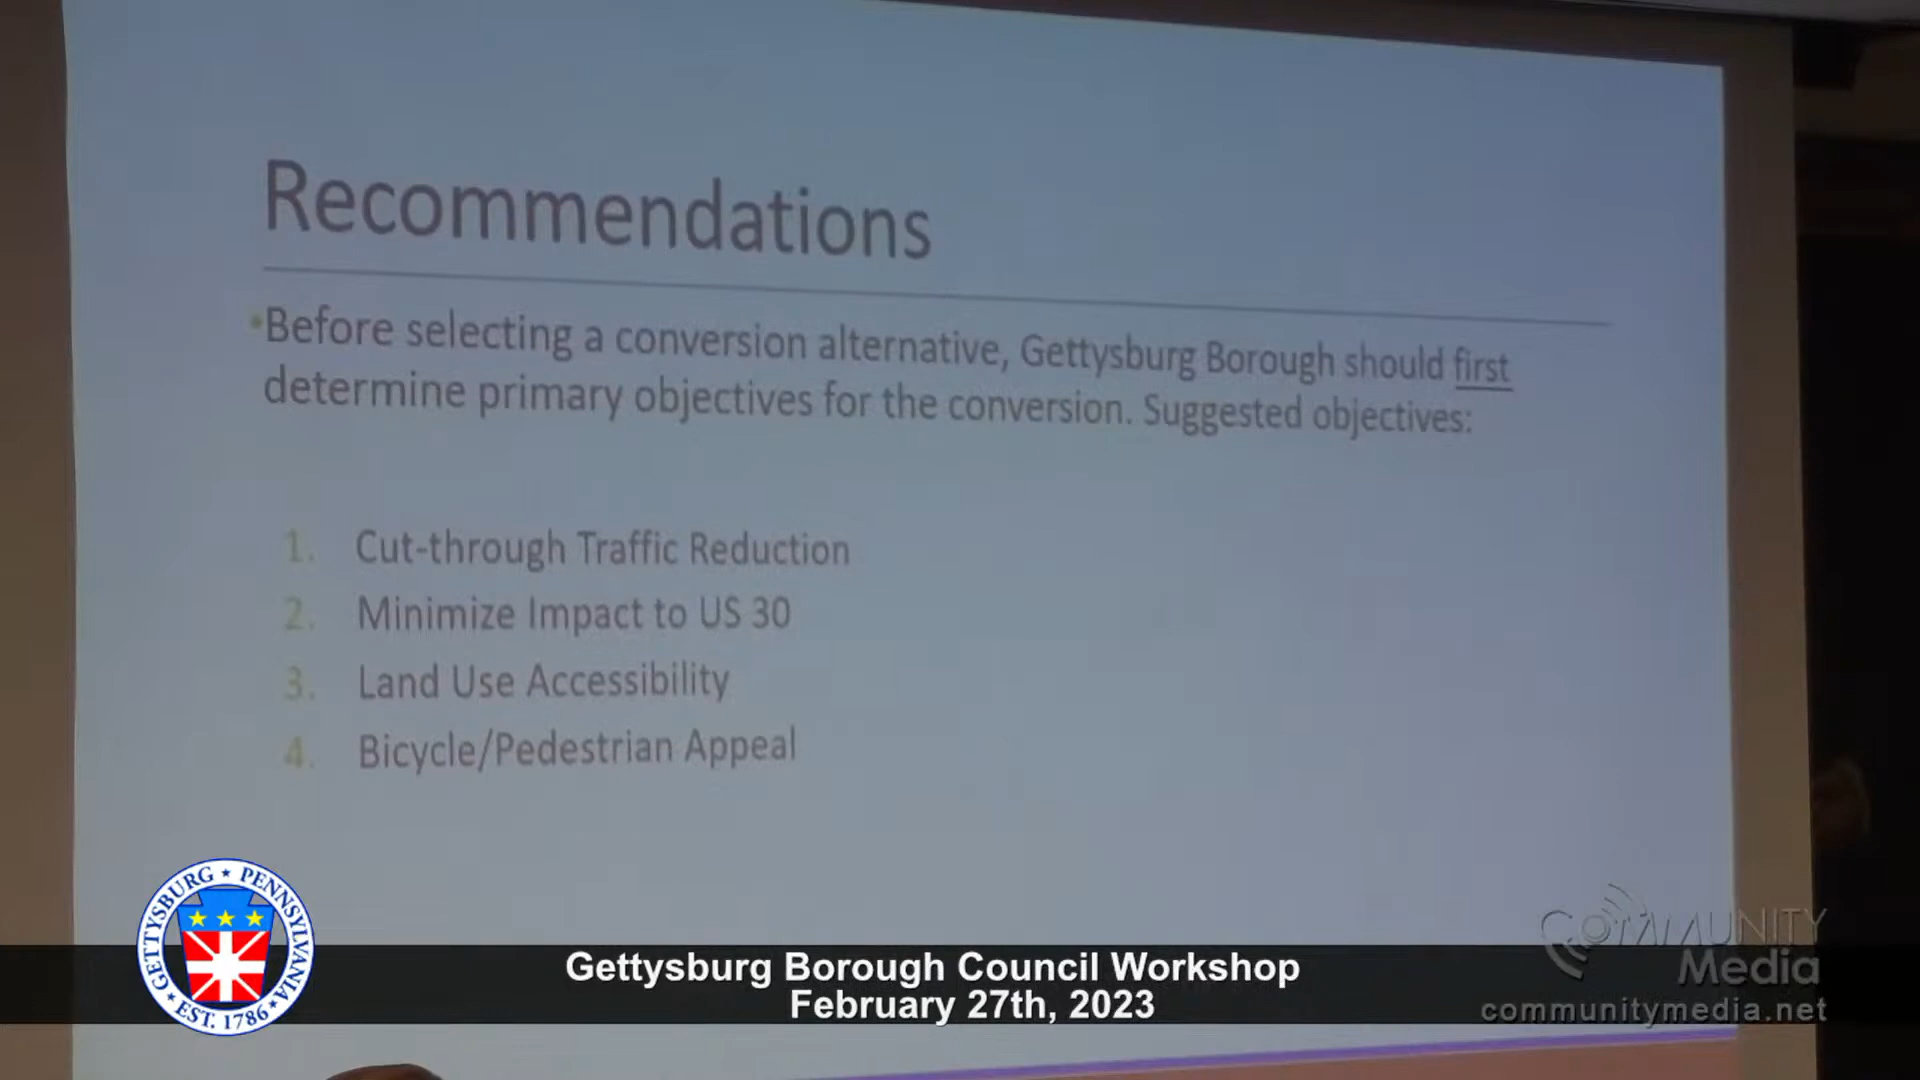 Recommendations
•Before selecting a conversion alternative, Gettysburg Borough should first
determine primary objectives for the conversion. Suggested objectives:
1. Cut-through Traffic Reduction
2. Minimize Impact to US 30
3. Land Use Accessibility
4. Bicycle/Pedestrian Appeal
GETTYSBURG ★ PENNSYLVANIA
★ EST. 1786 ★
Gettysburg Borough Council Workshop
February 27th, 2023
COMMUNITY
Media
communitymedia.net